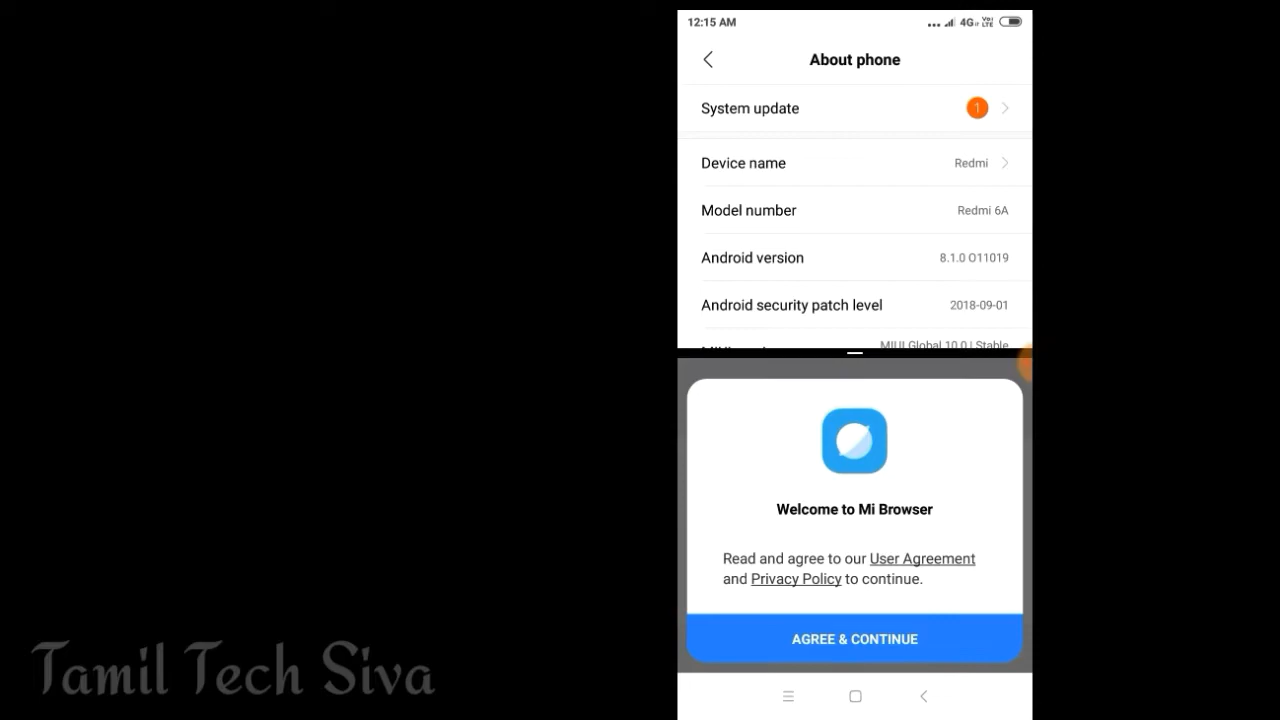 12:15 AM
4G
Vo)
LTE
About phone
System update
1
Device name
Redmi
Model number
Redmi 6A
Android version
8.1.0 O11019
Android security patch level
2018-09-01
MIUI Global 10.0 | Stable
Welcome to Mi Browser
Read and agree to our User Agreement
and Privacy Policy to continue.
AGREE & CONTINUE
Tamil Tech Siva